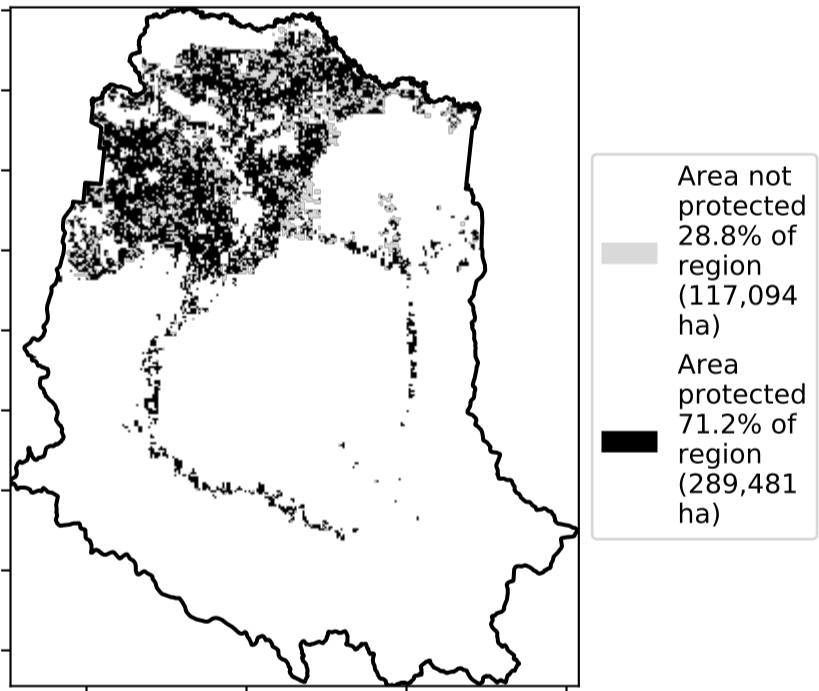 Area not
protected
28.8% of
region
(117,094
ha)
Area
protected
71.2% of
region
(289,481
ha)